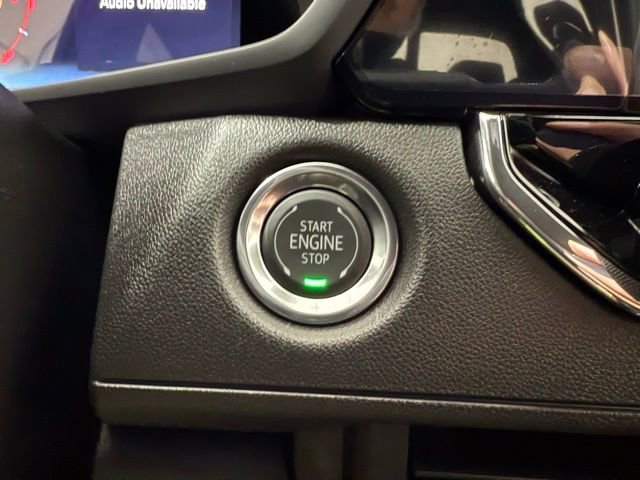 Audio Unavailable
START
ENGINE
STOP